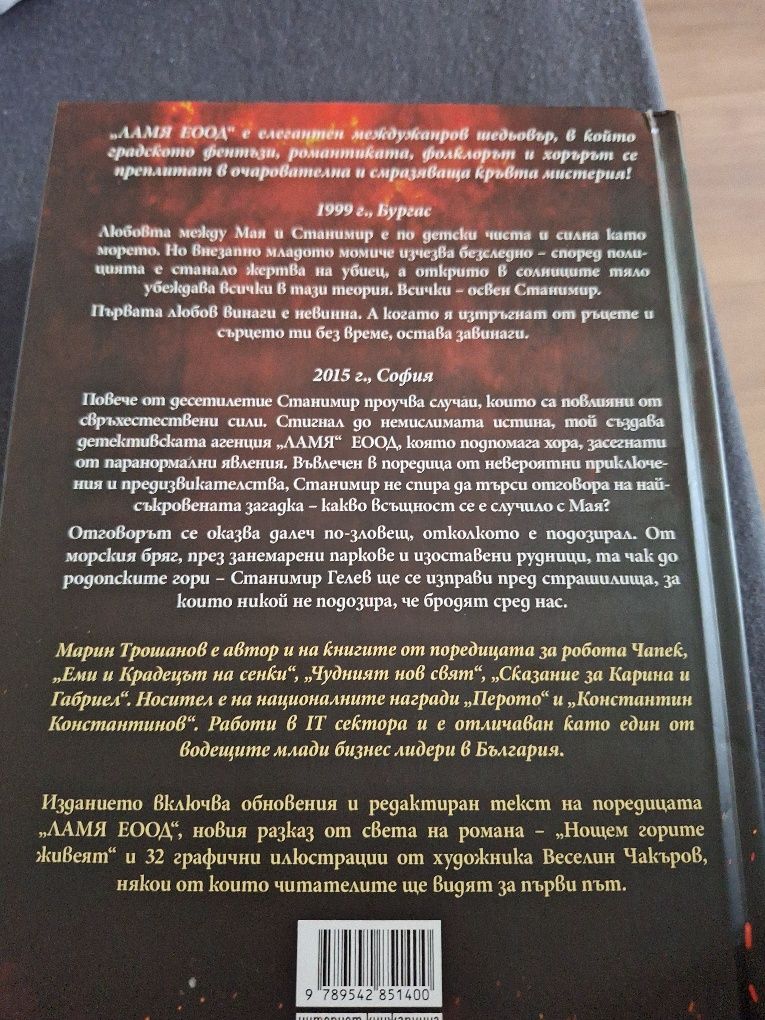 „ЛАМЯ ЕООД“ е елегантен междужанров шедьовър, в който
градското фентъзи, романтиката, фолклорът и хорърът се
преплитат в очарователна и смразяваща кръвта мистерия!
1999 г., Бургас
Любовта между Мая и Станимир е по детски чиста и силна като
морето. Но внезапно младото момиче изчезва безследно – според поли-
цията е станало жертва на убиец, а открито в солниците тяло
убеждава всички в тази теория. Всички – освен Станимир.
Първата любов винаги е невинна. А когато я изтръгнат от ръцете и
сърцето ти без време, остава завинаги.
2015 г., София
Повече от десетилетие Станимир проучва случаи, които са повлияни от
свръхестествени сили. Стигнал до немислимата истина, той създава
детективската агенция „ЛАМЯ“ ЕООД, която подпомага хора, засегнати
от паранормални явления. Въвлечен в поредица от невероятни приключе-
ния и предизвикателства, Станимир не спира да търси отговора на най-
съкровената загадка – какво всъщност се е случило с Мая?
Отговорът се оказва далеч по-зловещ, отколкото е подозирал. От
морския бряг, през занемарени паркове и изоставени рудници, та чак до
родопските гори – Станимир Гелев ще се изправи пред страшилища, за
които никой не подозира, че бродят сред нас.
Марин Трошанов е автор и на книгите от поредицата за робота Чапек,
„Еми и Крадецът на сенки“, „Чудният нов свят“, „Сказание за Карина и
Габриел“. Носител е на националните награди „Перото“ и „Константин
Константинов“. Работи в IT сектора и е отличаван като един от
водещите млади бизнес лидери в България.
Изданието включва обновения и редактиран текст на поредицата
„ЛАМЯ ЕООД“, новия разказ от света на романа – „Нощем горите
живеят“ и 32 графични илюстрации от художника Веселин Чакъров,
някои от които читателите ще видят за първи път.
9 789542 851400
интернет книжарница